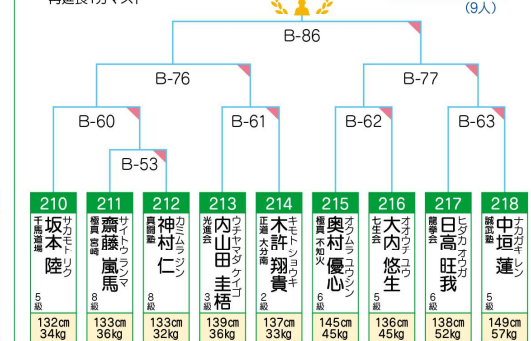 (9人)
B-86
B-76
B-77
B-60
B-61
B-62
B-63
B-53
210
サカモト リク
坂本 陸
千馬道場
5級
132cm
34kg
211
サイトウ ランマ
齋藤 嵐馬
極真 宮崎
8級
133cm
36kg
212
カミムラ ジン
神村 仁
真闘塾
8級
133cm
32kg
213
ウチヤマダ ケイゴ
内山田 圭梧
光進会
3級
139cm
36kg
214
キモト ショウキ
木許 翔貴
正道 大分南
2級
137cm
33kg
215
オクムラ ユウシン
奥村 優心
極真 不知火
6級
145cm
45kg
216
オオウチ ユウ
大内 悠生
七生会
5級
136cm
45kg
217
ヒダカ オウガ
日高 旺我
龍拳会
6級
138cm
52kg
218
ナカガキ レン
中垣 蓮
誠武塾
5級
149cm
57kg